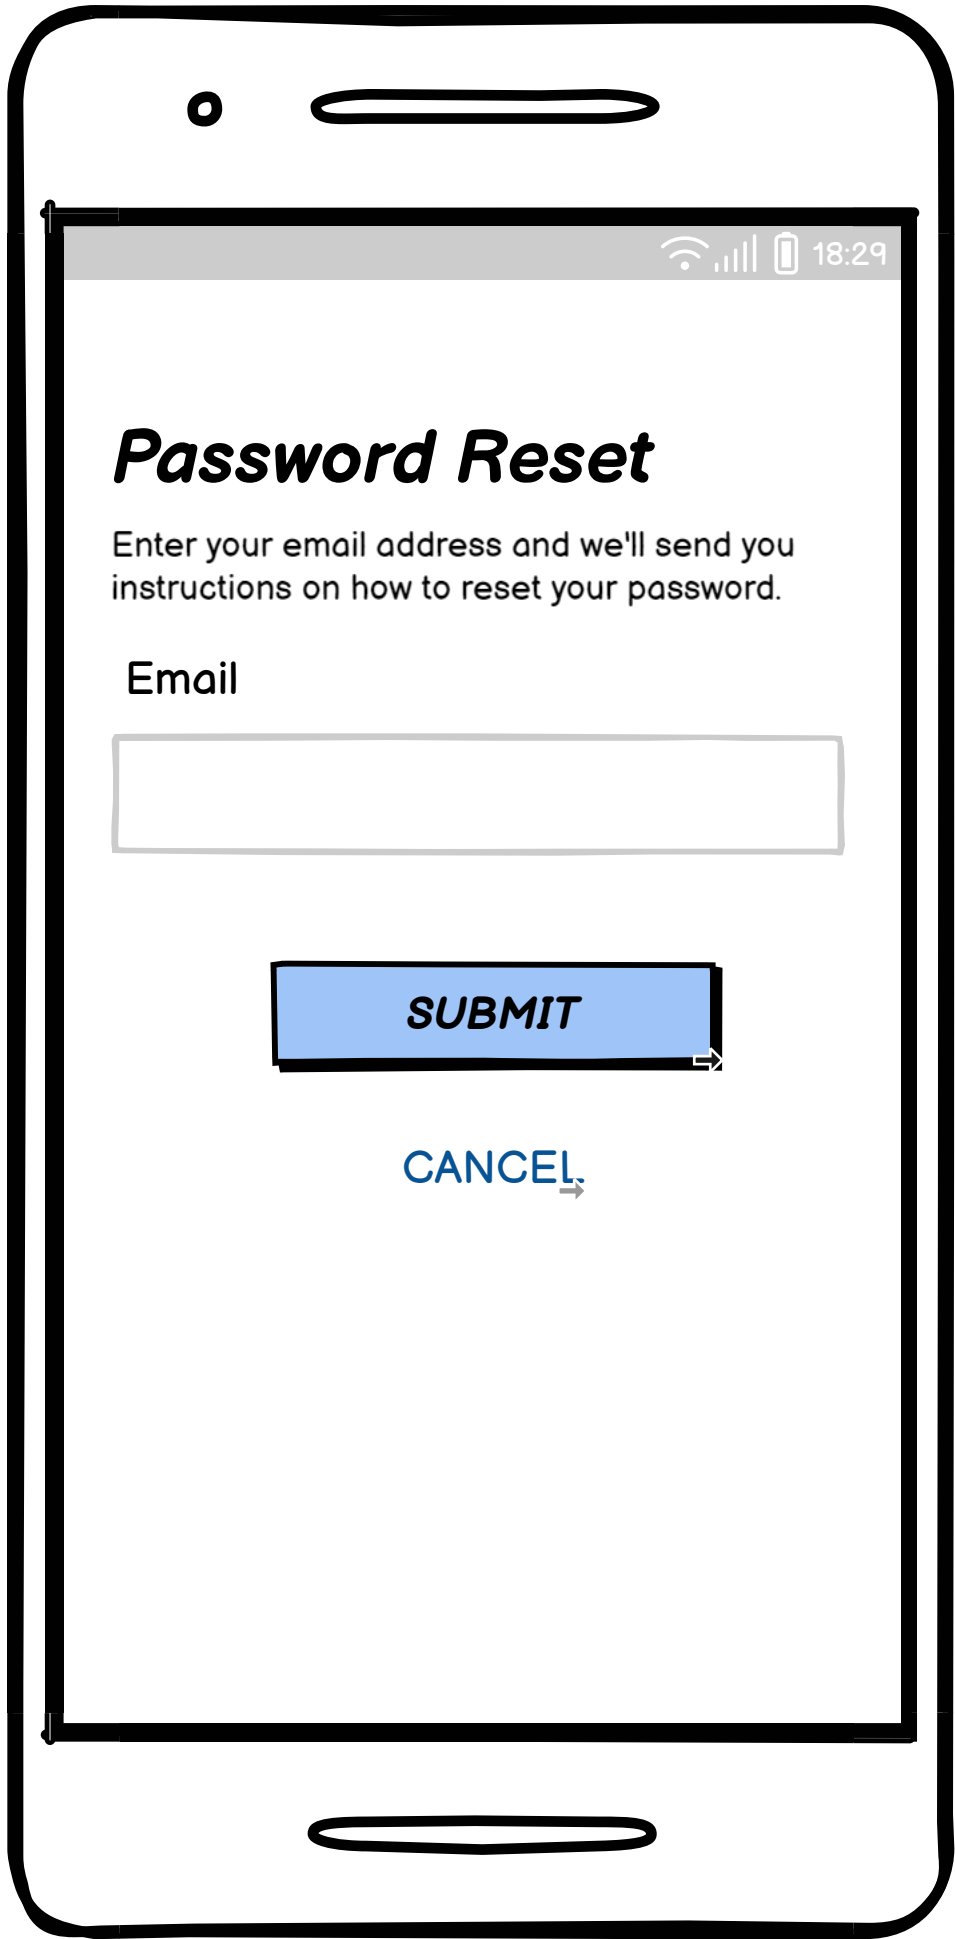 18:29
Password Reset
Enter your email address and we'll send you
instructions on how to reset your password.
Email
SUBMIT
CANCEL